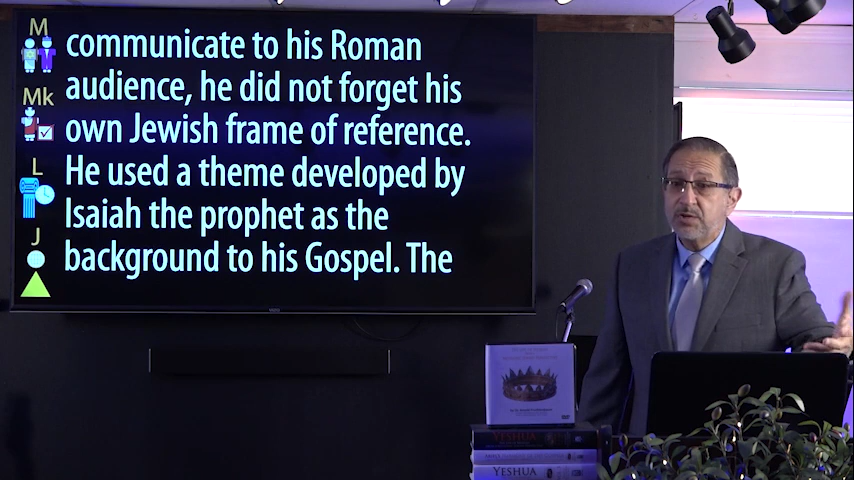 M
Mk
L
J
communicate to his Roman
audience, he did not forget his
own Jewish frame of reference.
He used a theme developed by
Isaiah the prophet as the
background to his Gospel. The
YESHUA
YESHUA